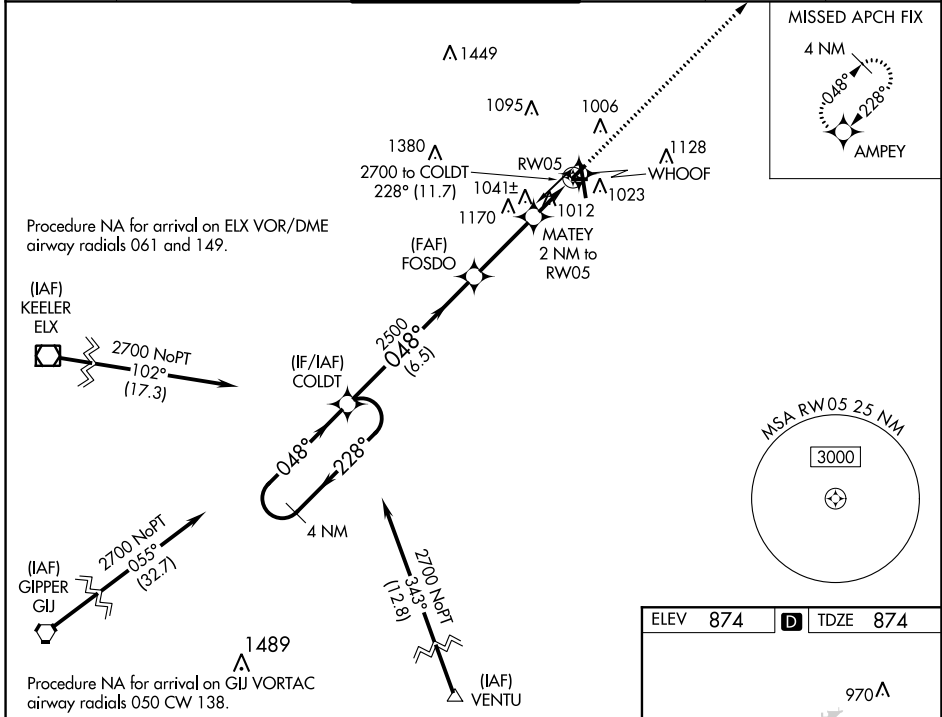 MISSED APCH FIX
4 NM
048°
228°
AMPEY
1449
1095
1006
1380
2700 to COLDT
228° (11.7)
RW05
1128
WHOOF
1041±
1023
1170
1012
MATEY
2 NM to
RW05
Procedure NA for arrival on ELX VOR/DME
airway radials 061 and 149.
(FAF)
FOSDO
(IAF)
KEELER
ELX
2700 NoPT
102°
(17.3)
2500
048°
(6.5)
(IF/IAF)
COLDT
048°
228°
4 NM
MSA RW05 25 NM
3000
2700 NoPT
055°
(32.7)
(IAF)
GIPPER
GIJ
2700 NoPT
343°
(12.8)
(IAF)
VENTU
1489
Procedure NA for arrival on GIJ VORTAC
airway radials 050 CW 138.
ELEV 874 D TDZE 874
970